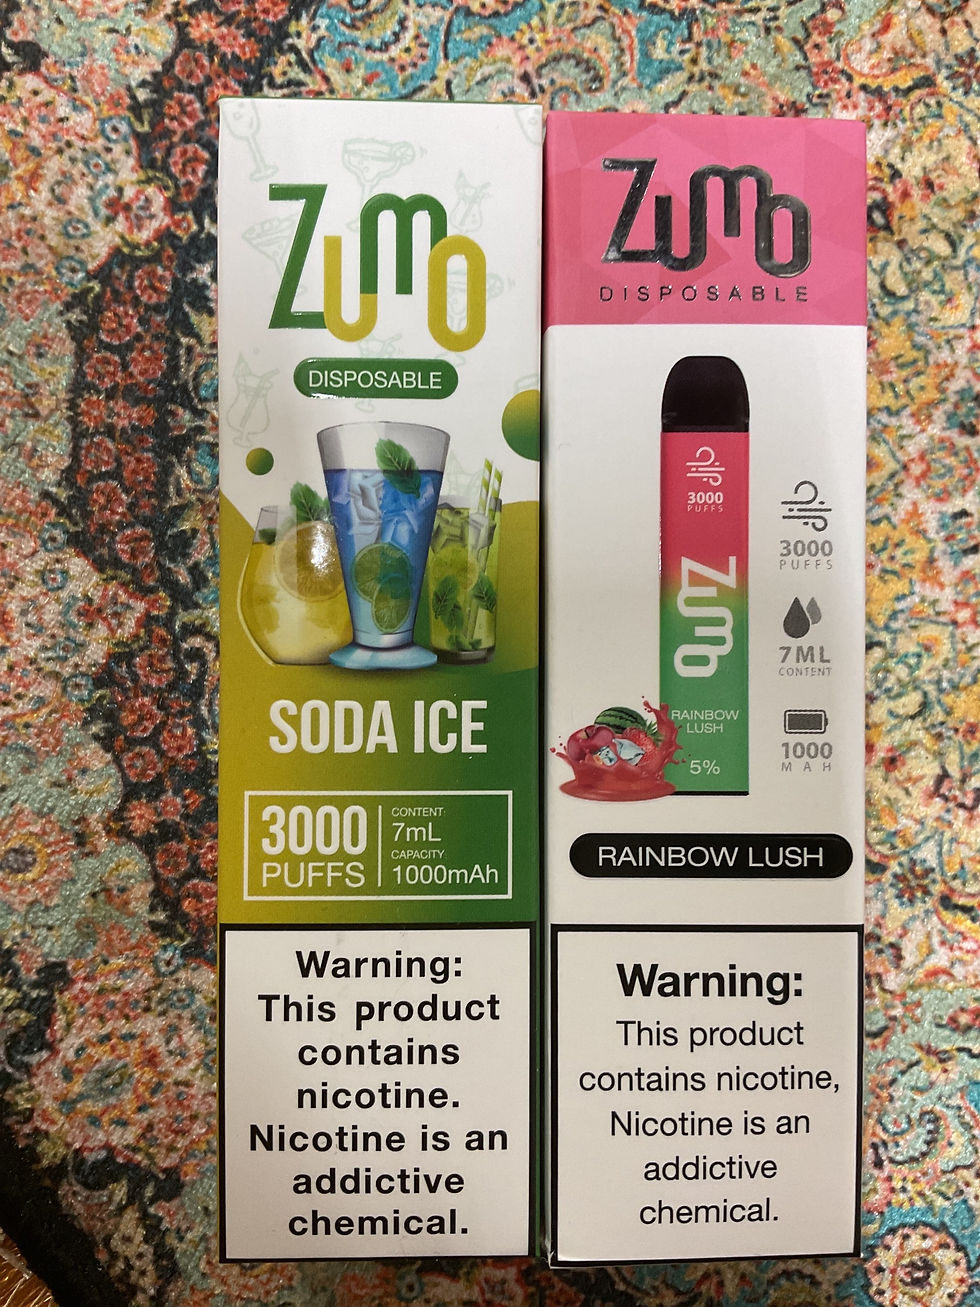 ZUMO
DISPOSABLE
SODA ICE
3000
PUFFS
CONTENT:
7mL
CAPACITY:
1000mAh
Warning:
This product
contains
nicotine.
Nicotine is an
addictive
chemical.
ZUMO
DISPOSABLE
3000
PUFFS
ZUMO
RAINBOW
LUSH
5%
3000
PUFFS
7ML
CONTENT
1000
MAH
RAINBOW LUSH
Warning:
This product
contains nicotine,
Nicotine is an
addictive
chemical.